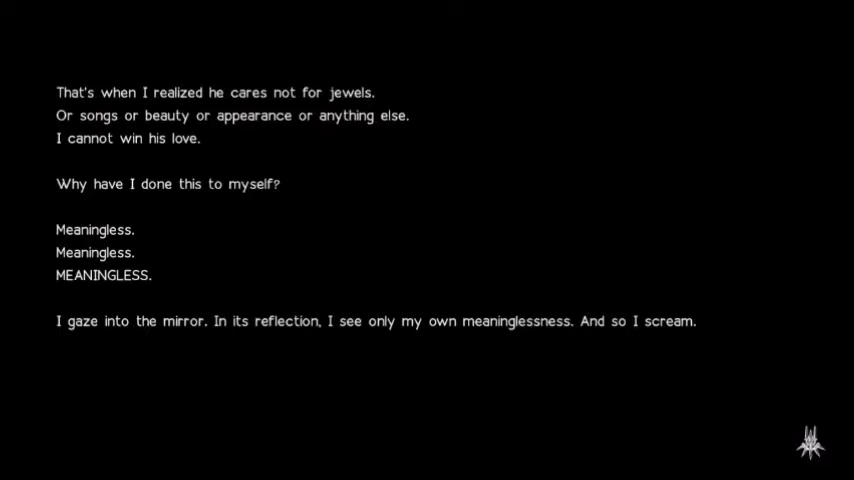 That's when I realized he cares not for jewels.
Or songs or beauty or appearance or anything else.
I cannot win his love.
Why have I done this to myself?
Meaningless.
Meaningless.
MEANINGLESS.
I gaze into the mirror. In its reflection, I see only my own meaninglessness. And so I scream.